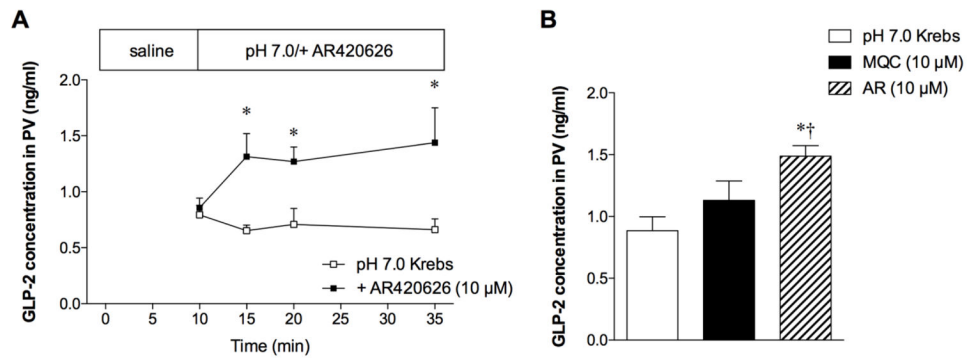 A
saline
pH 7.0/+ AR420626
GLP-2 concentration in PV (ng/ml)
2.0
1.5
1.0
0.5
0.0
*
*
*
pH 7.0 Krebs
+ AR420626 (10 µM)
0
5
10
15
20
25
30
35
Time (min)
B
pH 7.0 Krebs
MQC (10 µM)
AR (10 µM)
GLP-2 concentration in PV (ng/ml)
2.0
1.5
1.0
0.5
0.0
*†